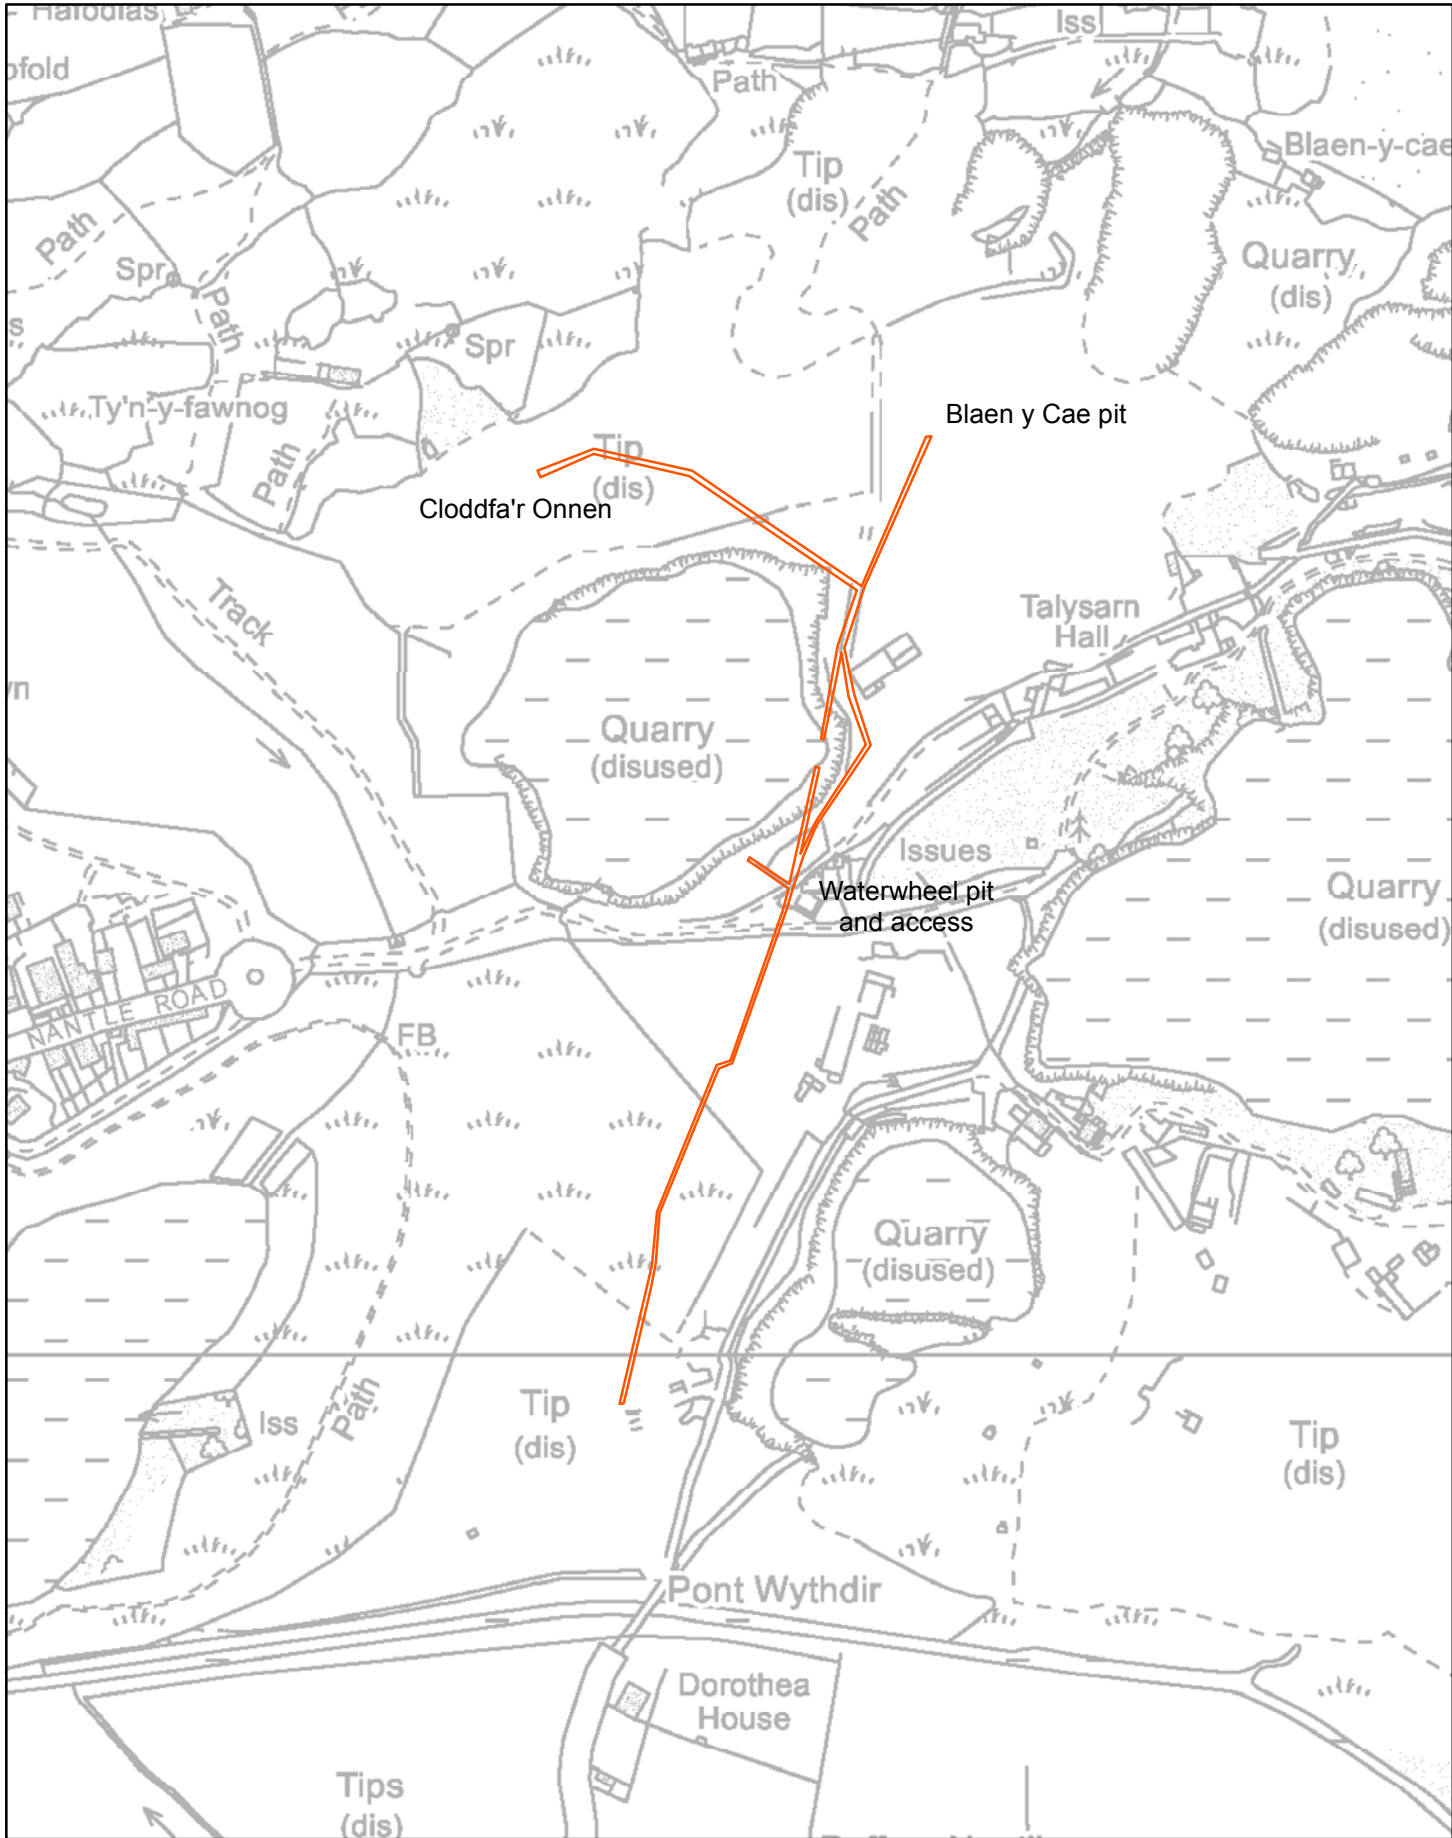 Hafodlas
Iss
Path
Blaen-y-cae
Tip
(dis)
Path
Path
Quarry
(dis)
Spr
Path
Spr
Ty'n-y-fawnog
Blaen y Cae pit
Tip
(dis)
Path
Cloddfa'r Onnen
Track
Talysarn
Hall
Quarry
(disused)
Issues
Waterwheel pit
and access
Quarry
(disused)
NANTLE ROAD
FB
Quarry
(disused)
Path
Tip
(dis)
Iss
Tip
(dis)
Pont Wythdir
Dorothea
House
Tips
(dis)